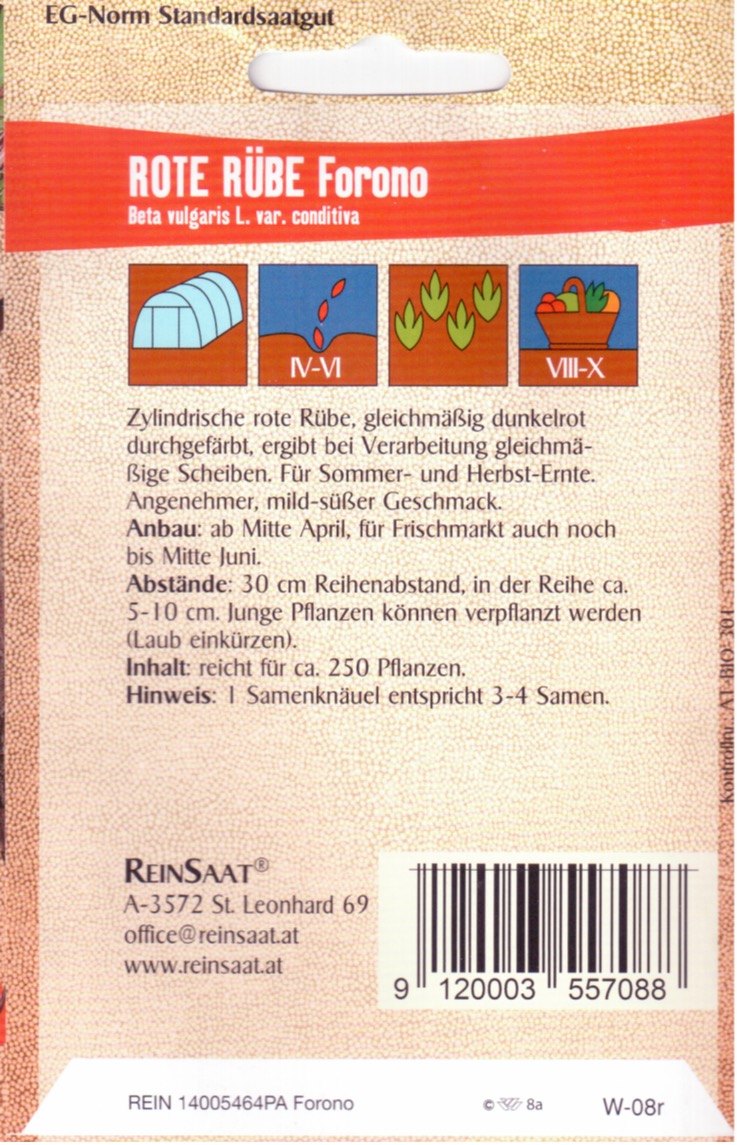 EG-Norm Standardsaatgut
ROTE RÜBE Forono
Beta vulgaris L. var. conditiva
IV-VI
VIII-X
Zylindrische rote Rübe, gleichmäßig dunkelrot
durchgefärbt, ergibt bei Verarbeitung gleichmä-
ßige Scheiben. Für Sommer- und Herbst-Ernte.
Angenehmer, mild-süßer Geschmack.
Anbau: ab Mitte April, für Frischmarkt auch noch
bis Mitte Juni.
Abstände: 30 cm Reihenabstand, in der Reihe ca.
5-10 cm. Junge Pflanzen können verpflanzt werden
(Laub einkürzen).
Inhalt: reicht für ca. 250 Pflanzen.
Hinweis: 1 Samenknäuel entspricht 3-4 Samen.
Kontrollnr.: AT-BIO-301
REINSAAT®
A-3572 St. Leonhard 69
office@reinsaat.at
www.reinsaat.at
9 120003 557088
REIN 14005464PA Forono
© 8a
W-08r